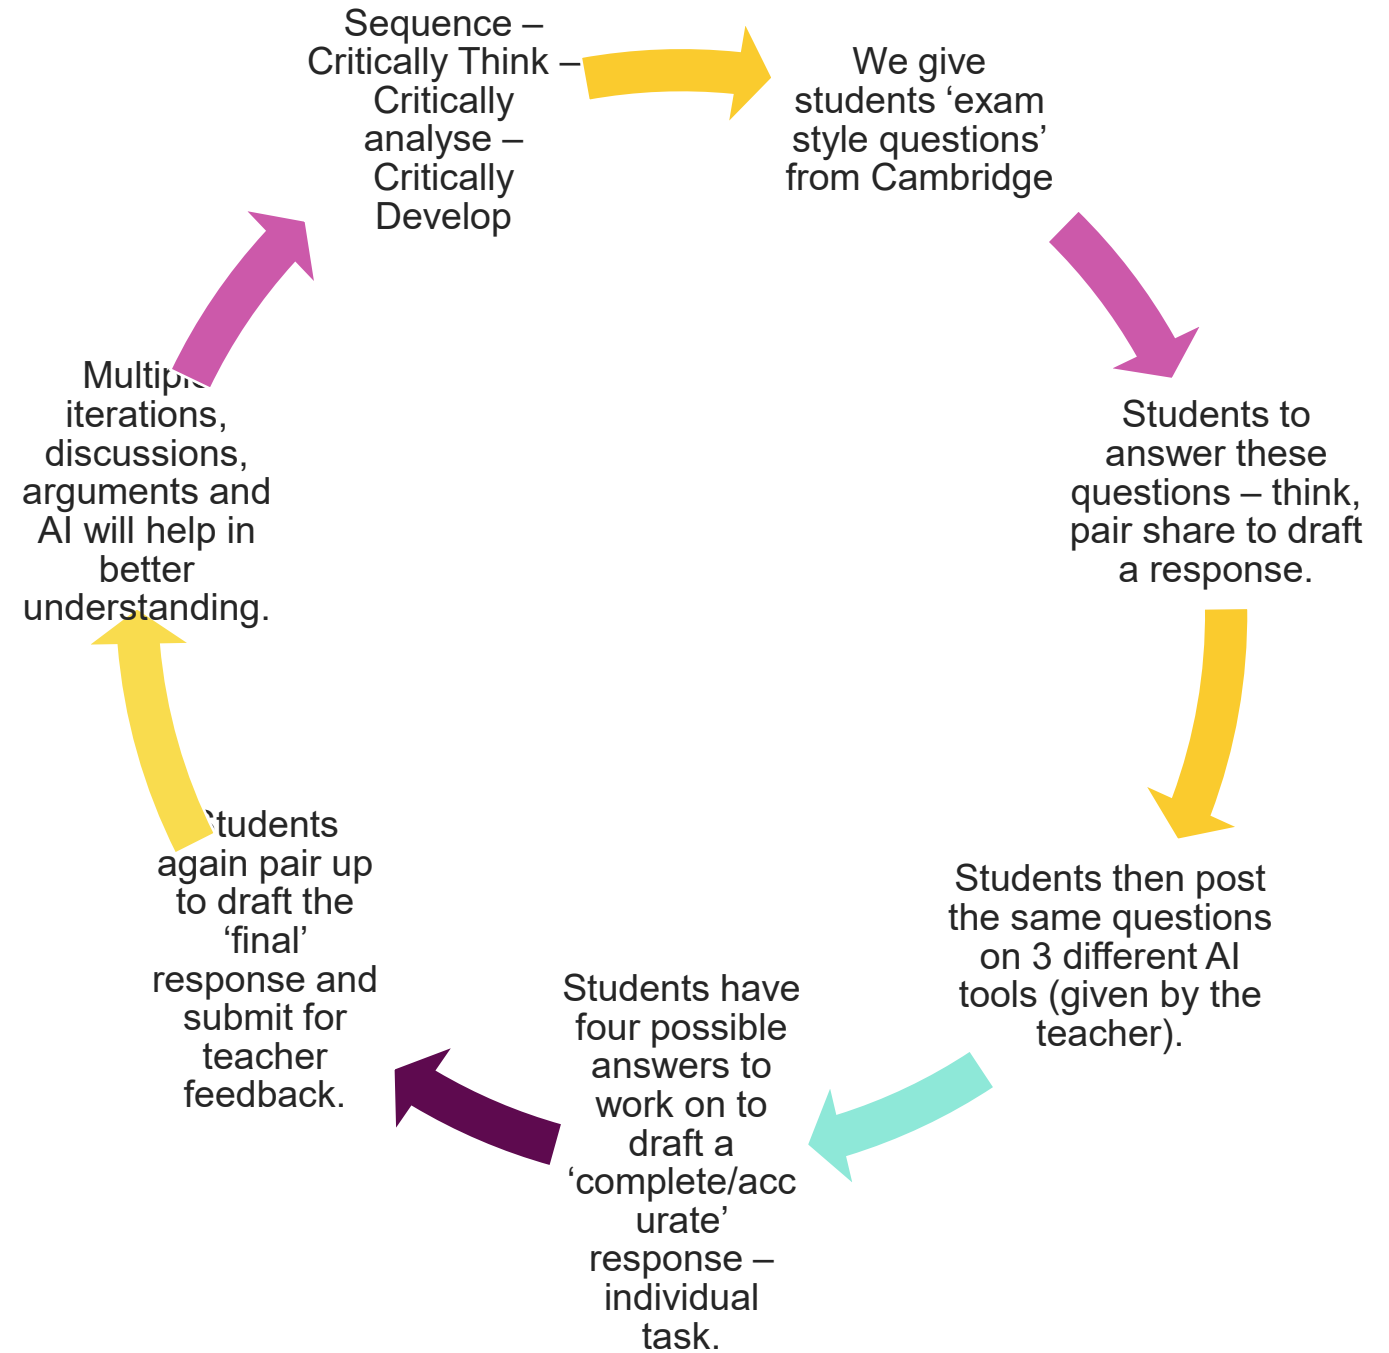 Sequence –
Critically Think –
Critically
analyse –
Critically
Develop
We give
students ‘exam
style questions’
from Cambridge
Students to
answer these
questions – think,
pair share to draft
a response.
Students then post
the same questions
on 3 different AI
tools (given by the
teacher).
Students have
four possible
answers to
work on to
draft a
‘complete/acc
urate’
response –
individual
task.
Students
again pair up
to draft the
‘final’
response and
submit for
teacher
feedback.
Multiple
iterations,
discussions,
arguments and
AI will help in
better
understanding.